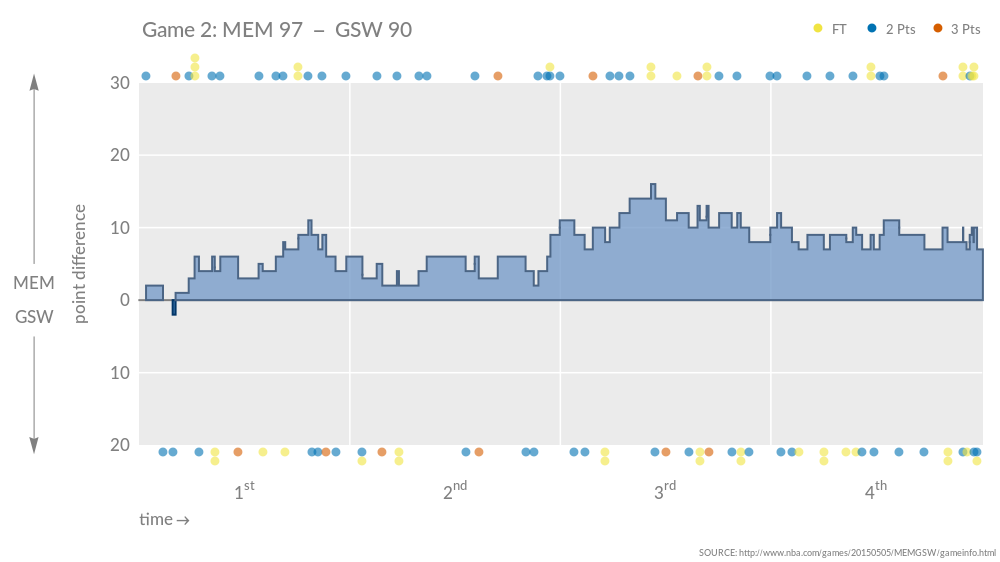 Game 2: MEM 97 – GSW 90
FT 2 Pts 3 Pts
30
20
10
0
10
20
MEM
GSW
point difference
1st 2nd 3rd 4th
time→
SOURCE: http://www.nba.com/games/20150505/MEMGSW/gameinfo.html